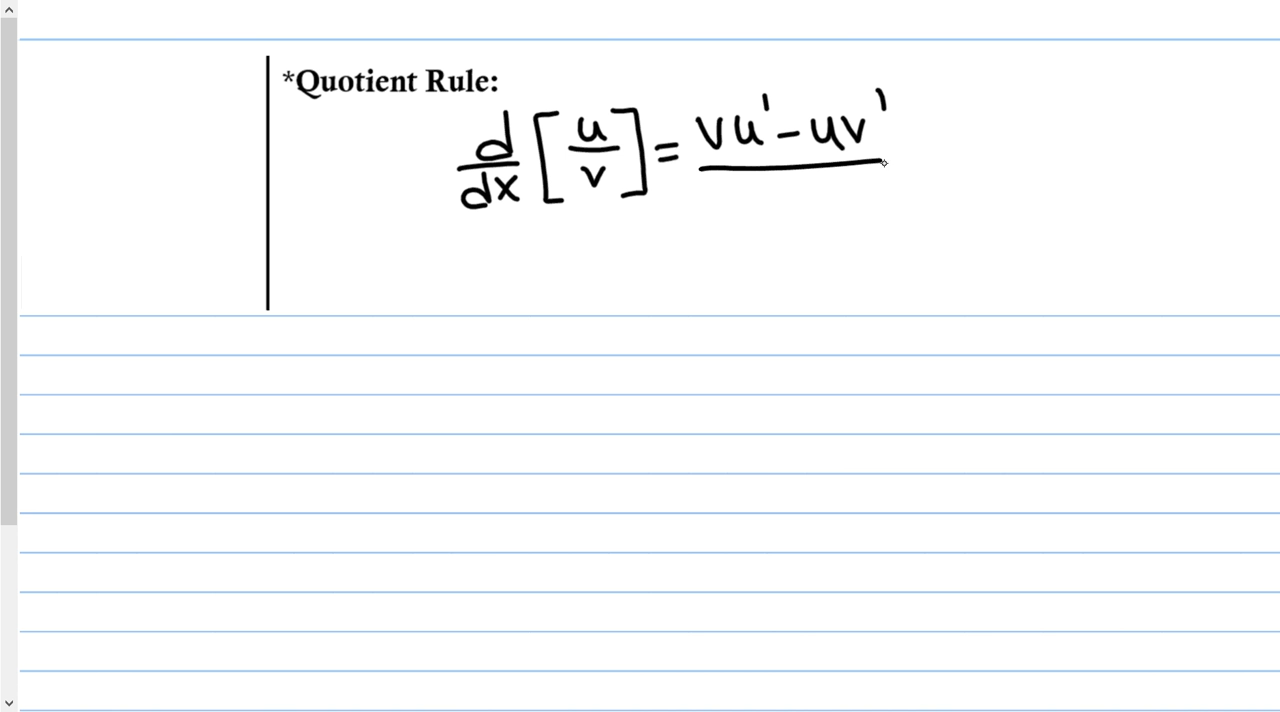 *Quotient Rule:
d/dx [u/v] = vu' - uv'